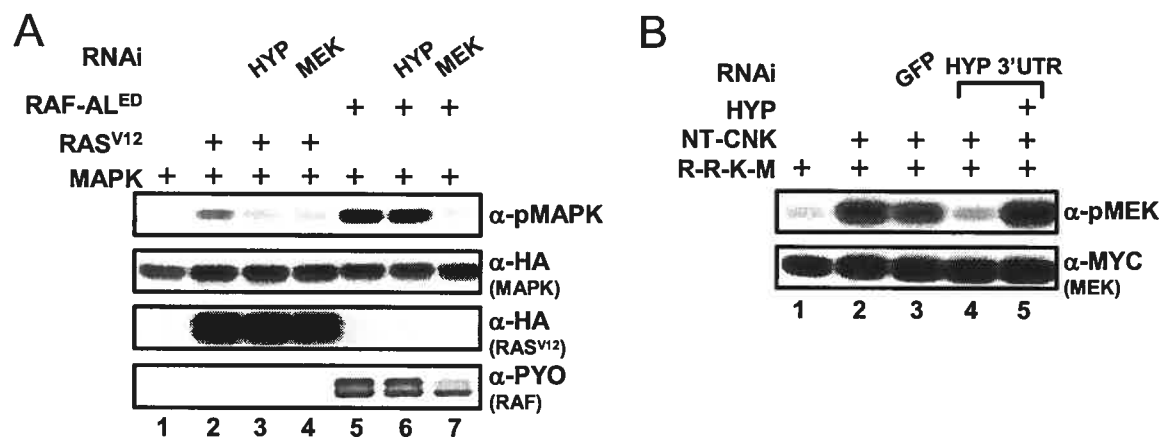 A
RNAi HYP MEK HYP MEK
RAF-AL^ED + + +
RAS^V12 + + +
MAPK + + + + + + +
α-pMAPK
α-HA
(MAPK)
α-HA
(RAS^V12)
α-PYO
(RAF)
1 2 3 4 5 6 7
B
RNAi GFP HYP 3'UTR
HYP +
NT-CNK + + + +
R-R-K-M + + + + +
α-pMEK
α-MYC
(MEK)
1 2 3 4 5